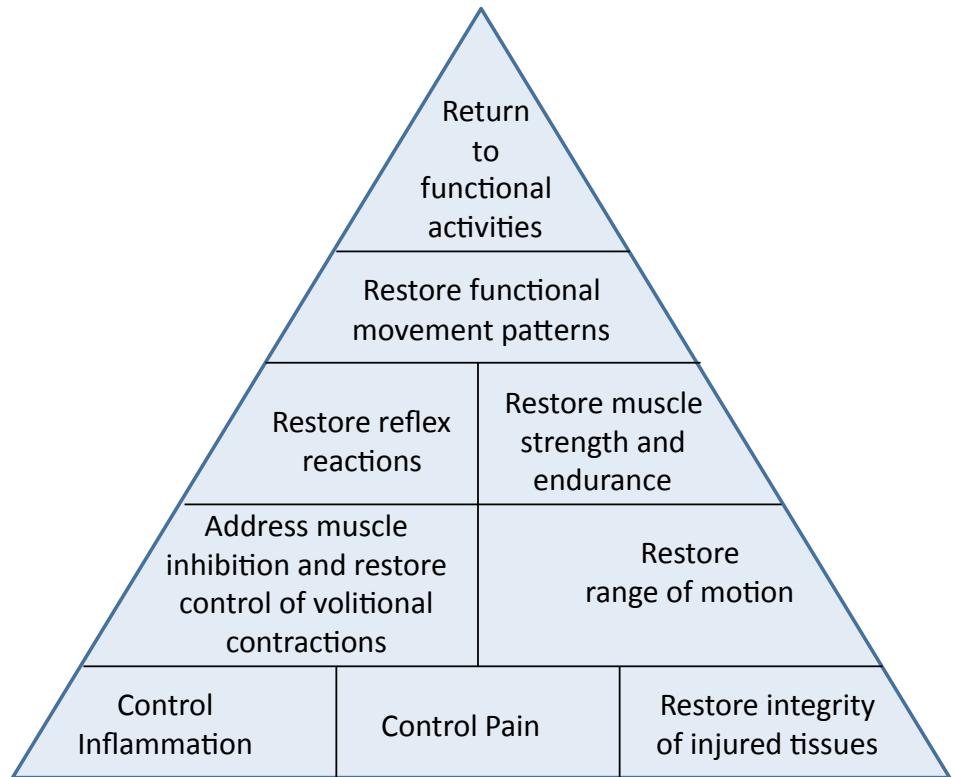 Return
to
functional
activities
Restore functional
movement patterns
Restore reflex
reactions
Restore muscle
strength and
endurance
Address muscle
inhibition and restore
control of volitional
contractions
Restore
range of motion
Control
Inflammation
Control Pain
Restore integrity
of injured tissues